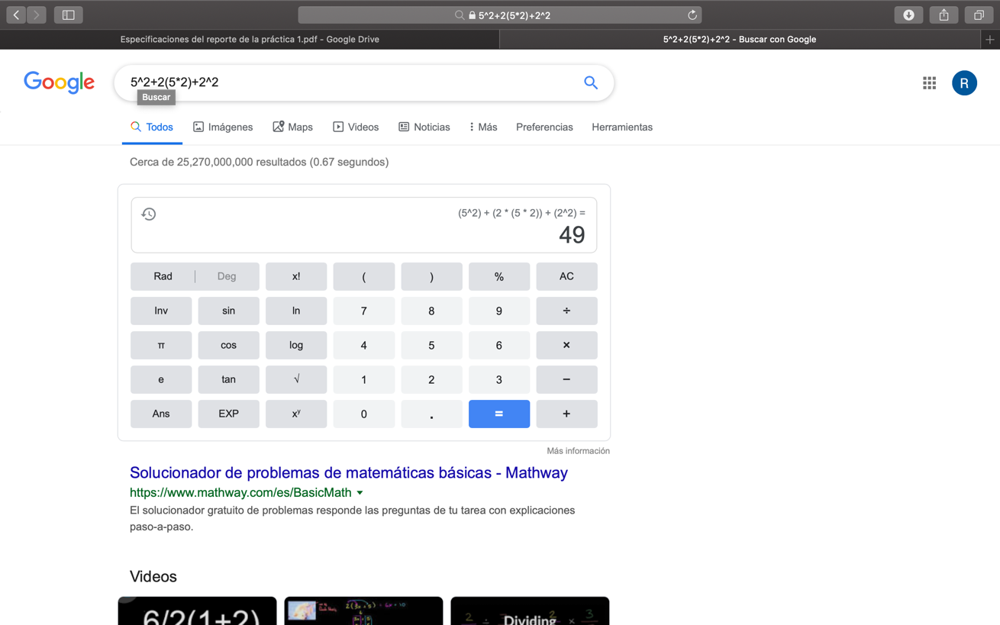 5^2+2(5*2)+2^2
Especificaciones del reporte de la práctica 1.pdf - Google Drive
5^2+2(5*2)+2^2 - Buscar con Google
Google
5^2+2(5*2)+2^2
R
Buscar
Todos Imágenes Maps Videos Noticias Más Preferencias Herramientas
Cerca de 25,270,000,000 resultados (0.67 segundos)
(5^2) + (2 * (5 * 2)) + (2^2) =
49
Rad Deg x! ( ) % AC
Inv sin ln 7 8 9 ÷
π cos log 4 5 6 ×
e tan √ 1 2 3 −
Ans EXP xʸ 0 . = +
Más información
Solucionador de problemas de matemáticas básicas - Mathway
https://www.mathway.com/es/BasicMath
El solucionador gratuito de problemas responde las preguntas de tu tarea con explicaciones
paso-a-paso.
Videos
6/2(1+2)
Dividing